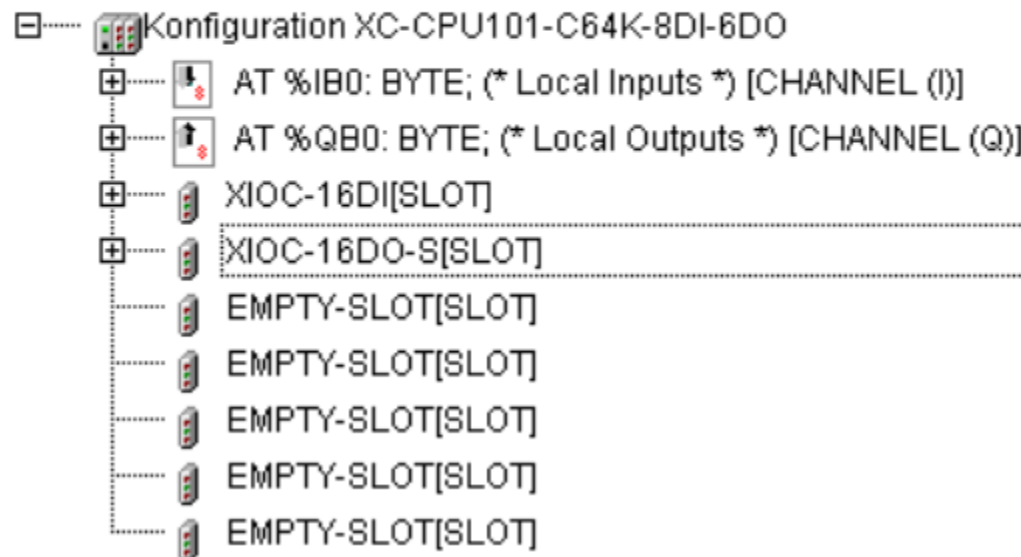 Konfiguration XC-CPU101-C64K-8DI-6DO
AT %IB0: BYTE; (* Local Inputs *) [CHANNEL (I)]
AT %QB0: BYTE; (* Local Outputs *) [CHANNEL (Q)]
XIOC-16DI[SLOT]
XIOC-16DO-S[SLOT]
EMPTY-SLOT[SLOT]
EMPTY-SLOT[SLOT]
EMPTY-SLOT[SLOT]
EMPTY-SLOT[SLOT]
EMPTY-SLOT[SLOT]